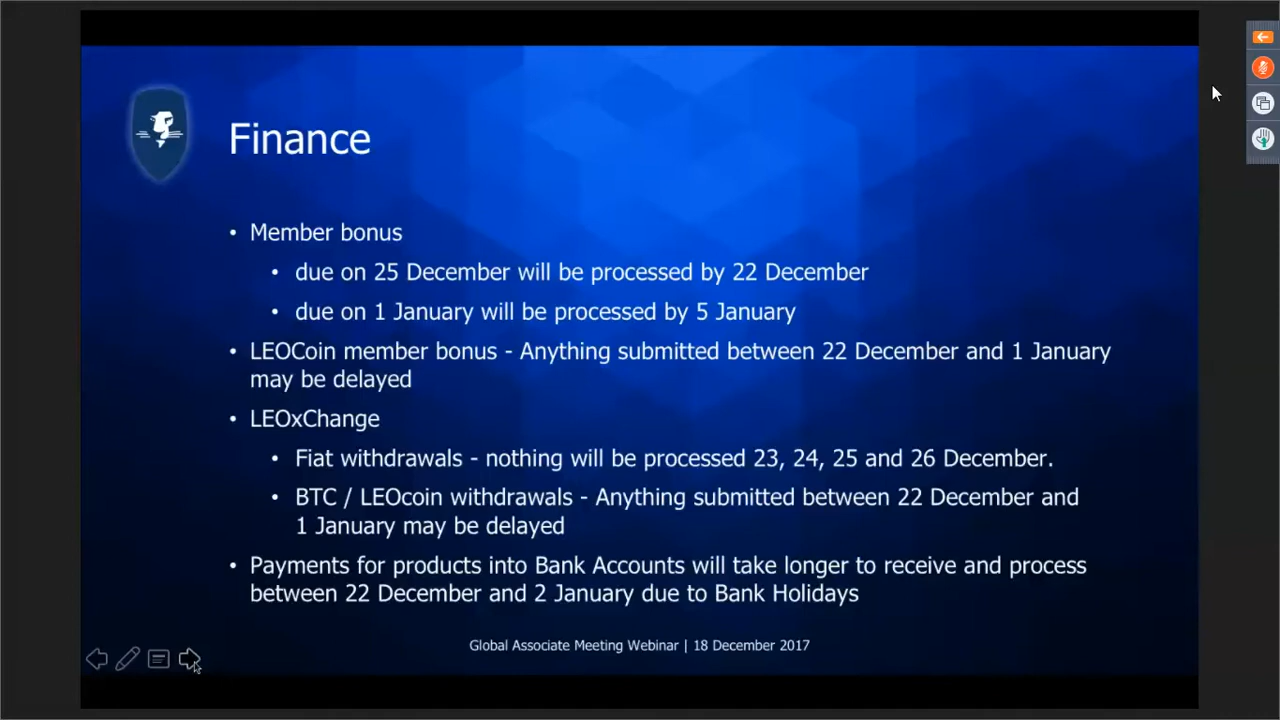 Finance
• Member bonus
• due on 25 December will be processed by 22 December
• due on 1 January will be processed by 5 January
• LEOCoin member bonus - Anything submitted between 22 December and 1 January
may be delayed
• LEOxChange
• Fiat withdrawals - nothing will be processed 23, 24, 25 and 26 December.
• BTC / LEOcoin withdrawals - Anything submitted between 22 December and
1 January may be delayed
• Payments for products into Bank Accounts will take longer to receive and process
between 22 December and 2 January due to Bank Holidays
Global Associate Meeting Webinar | 18 December 2017